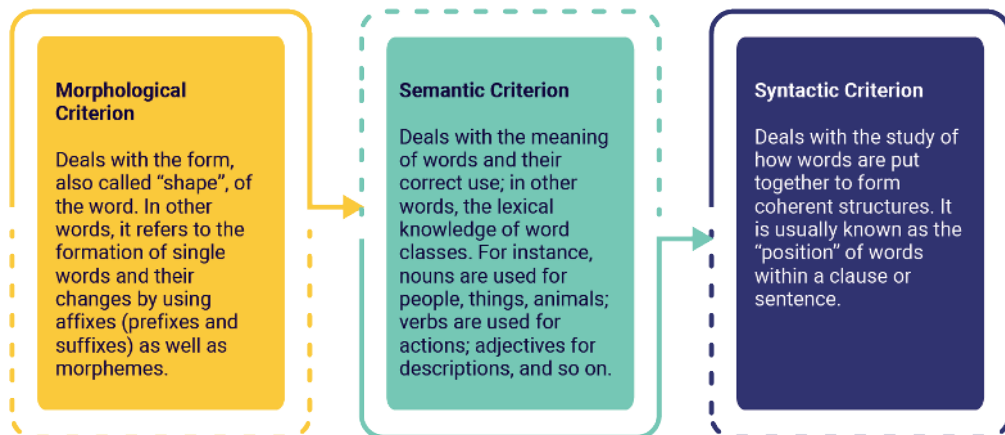 Morphological
Criterion
Deals with the form,
also called “shape”, of
the word. In other
words, it refers to the
formation of single
words and their
changes by using
affixes (prefixes and
suffixes) as well as
morphemes.
Semantic Criterion
Deals with the meaning
of words and their
correct use; in other
words, the lexical
knowledge of word
classes. For instance,
nouns are used for
people, things, animals;
verbs are used for
actions; adjectives for
descriptions, and so on.
Syntactic Criterion
Deals with the study of
how words are put
together to form
coherent structures. It
is usually known as the
“position” of words
within a clause or
sentence.